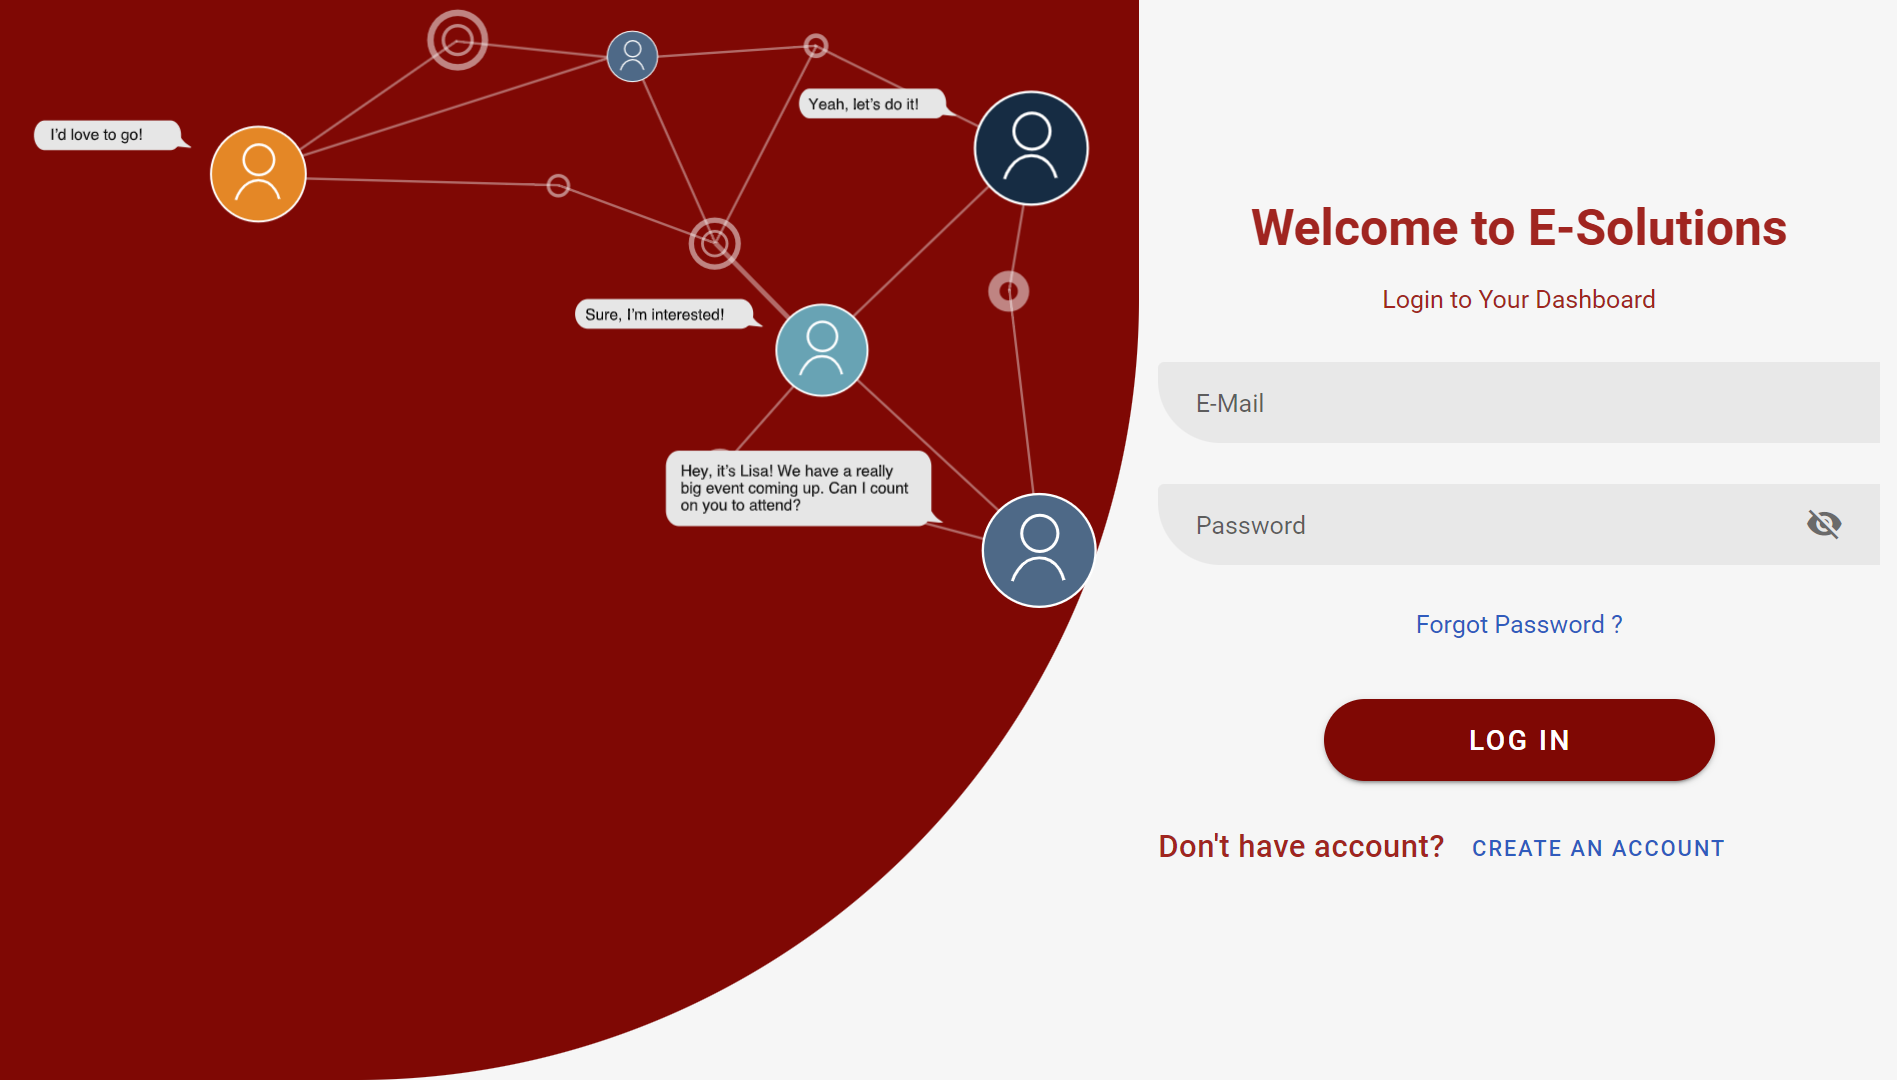 I'd love to go!
Yeah, let's do it!
Sure, I'm interested!
Hey, it's Lisa! We have a really
big event coming up. Can I count
on you to attend?
Welcome to E-Solutions
Login to Your Dashboard
E-Mail
Password
Forgot Password ?
LOG IN
Don't have account? CREATE AN ACCOUNT